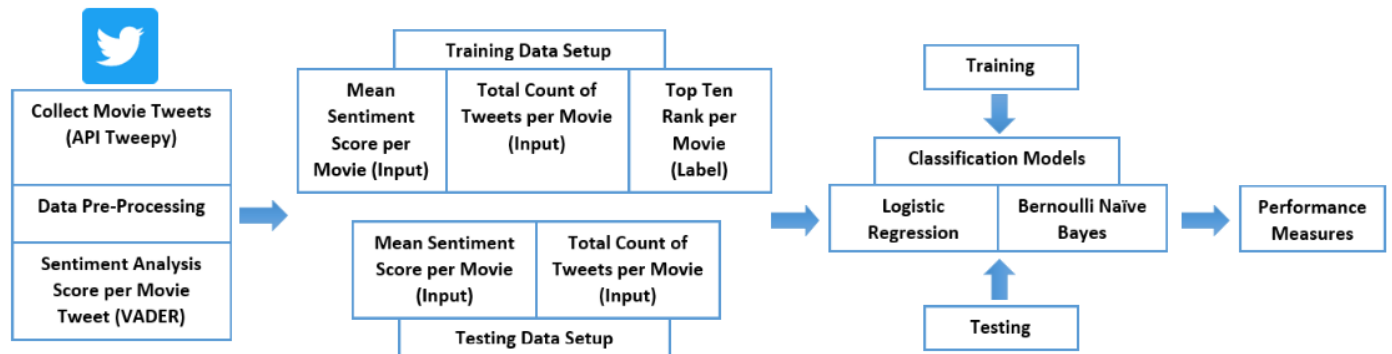 Collect Movie Tweets
(API Tweepy)
Data Pre-Processing
Sentiment Analysis
Score per Movie
Tweet (VADER)
Training Data Setup
Mean
Sentiment
Score per
Movie (Input)
Total Count of
Tweets per Movie
(Input)
Top Ten
Rank per
Movie
(Label)
Mean Sentiment
Score per Movie
(Input)
Total Count of
Tweets per Movie
(Input)
Testing Data Setup
Training
Classification Models
Logistic
Regression
Bernoulli Naïve
Bayes
Testing
Performance
Measures